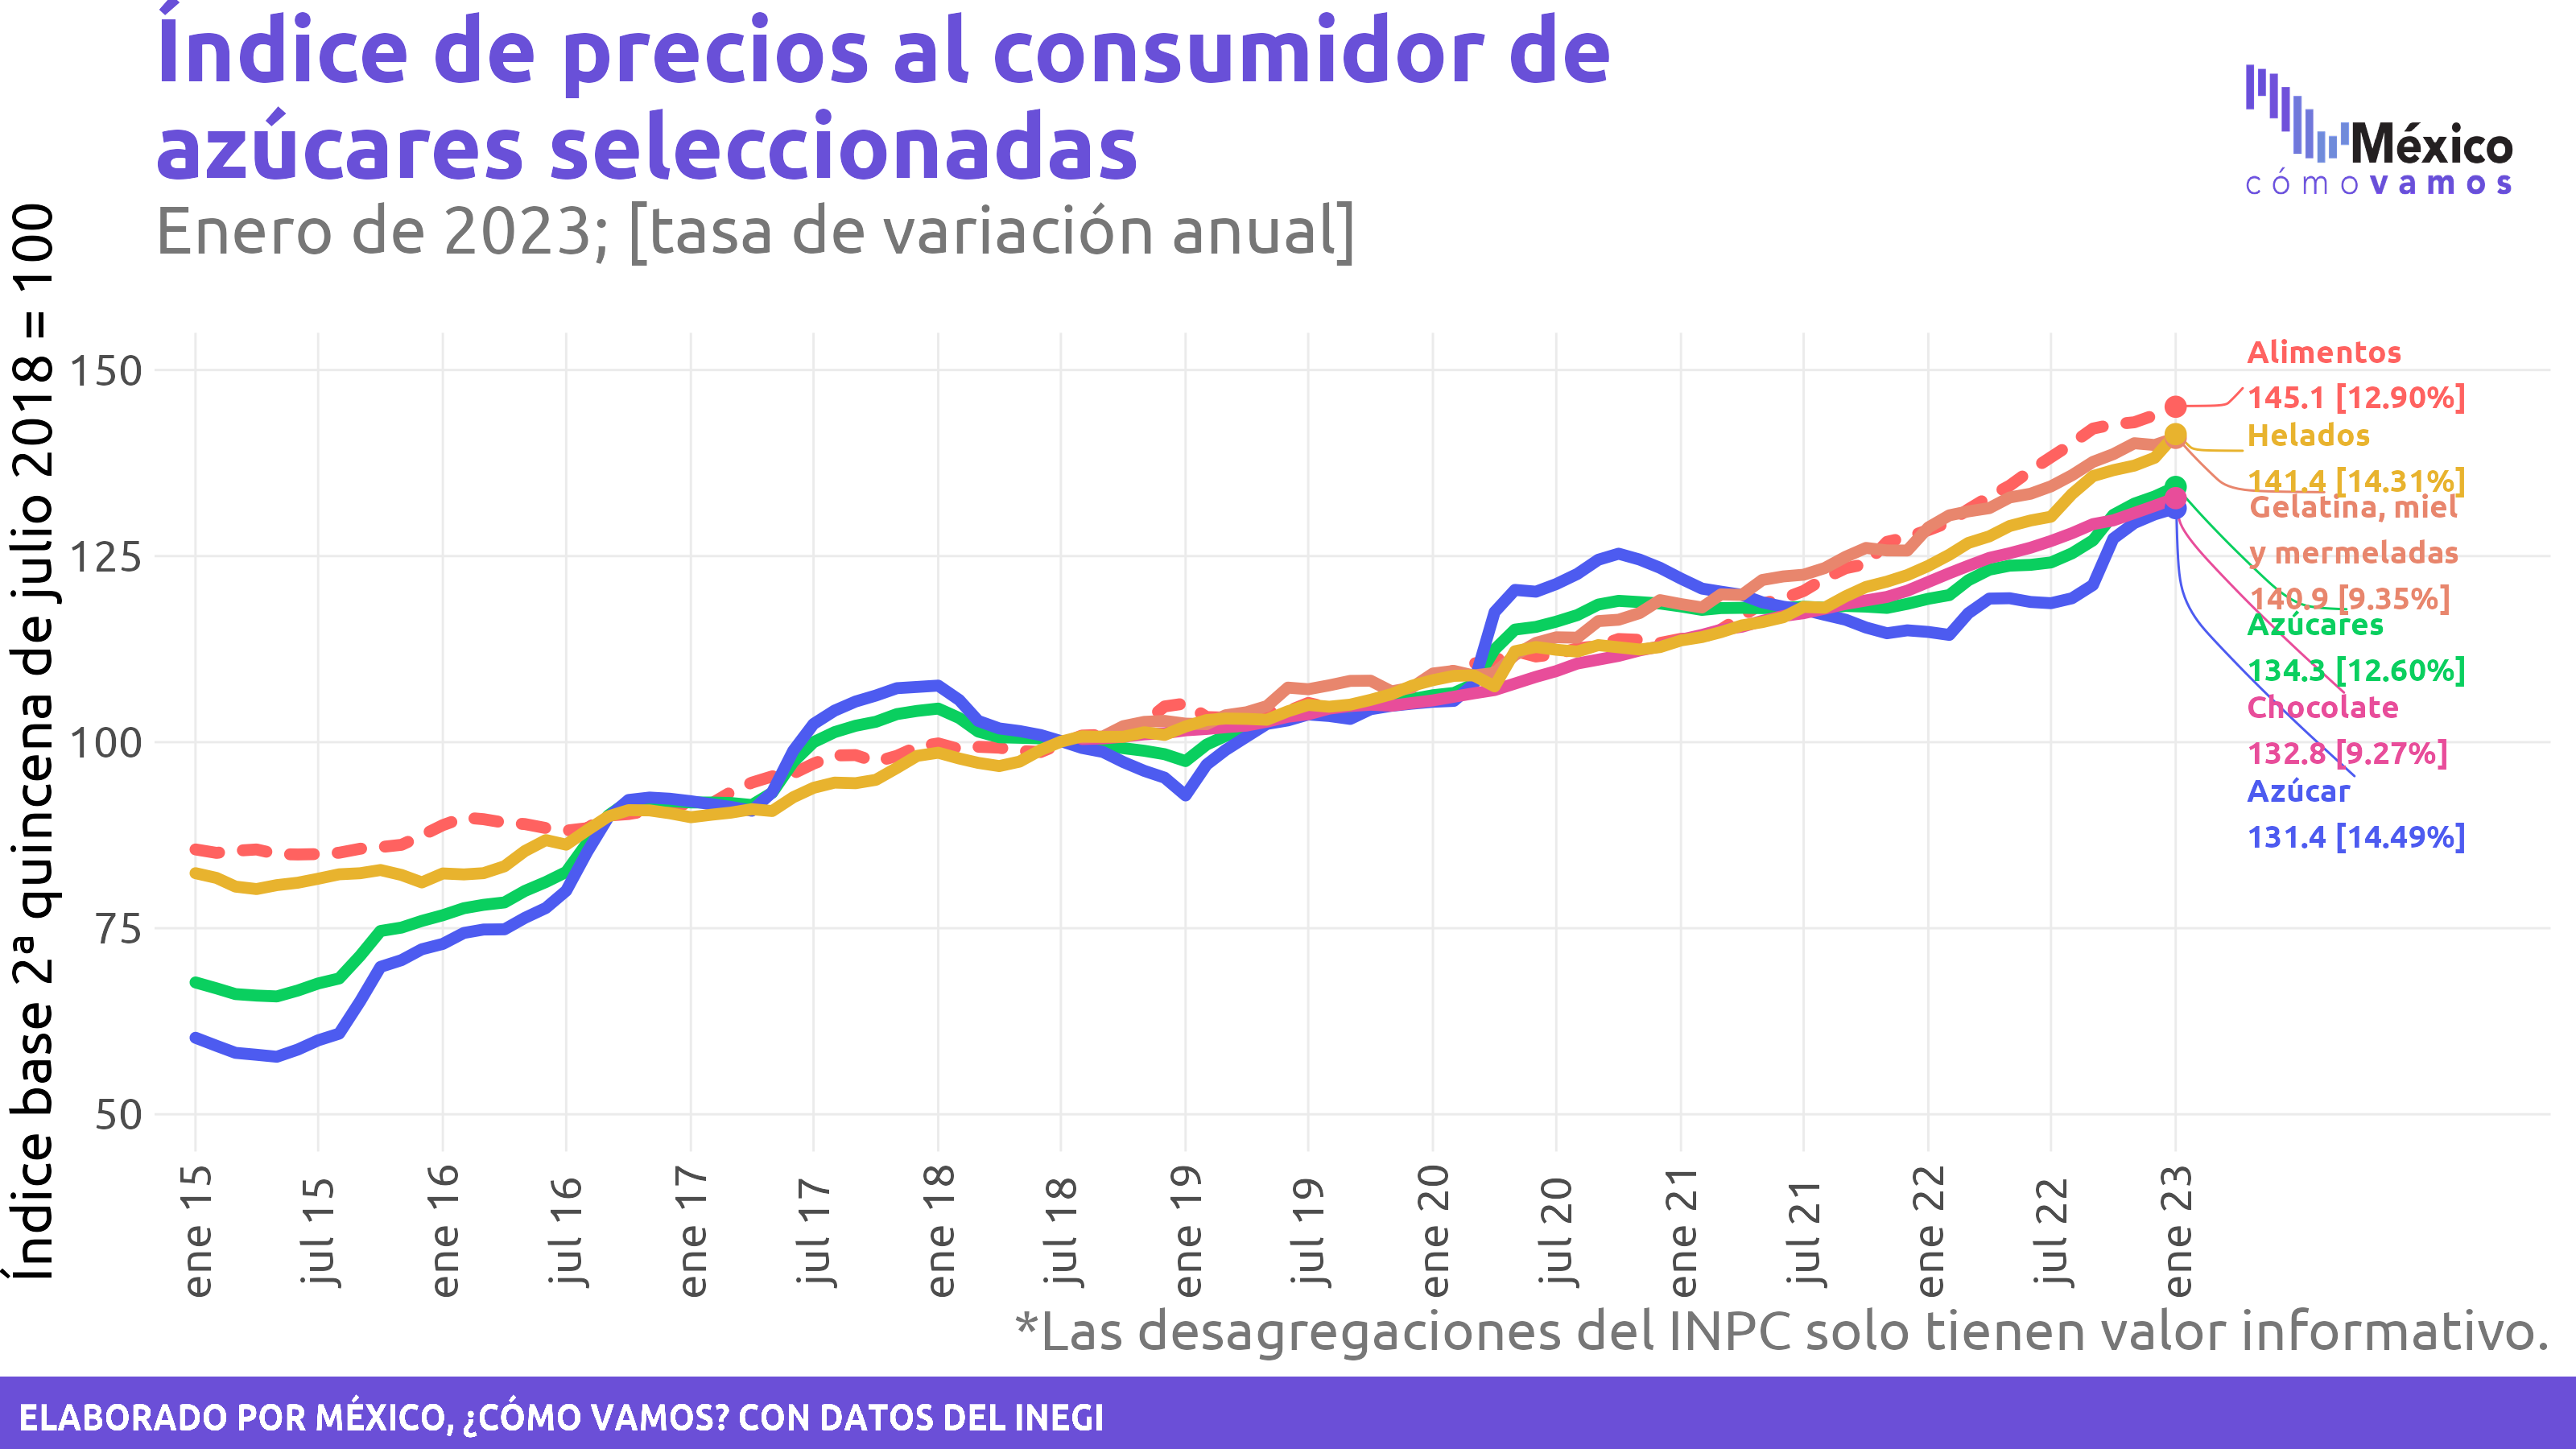 Índice de precios al consumidor de
azúcares seleccionadas
Enero de 2023; [tasa de variación anual]
México
cómo vamos
Índice base 2ª quincena de julio 2018 = 100
150
125
100
75
50
Alimentos
145.1 [12.90%]
Helados
141.4 [14.31%]
Gelatina, miel
y mermeladas
140.9 [9.35%]
Azúcares
134.3 [12.60%]
Chocolate
132.8 [9.27%]
Azúcar
131.4 [14.49%]
ene 15
jul 15
ene 16
jul 16
ene 17
jul 17
ene 18
jul 18
ene 19
jul 19
ene 20
jul 20
ene 21
jul 21
ene 22
jul 22
ene 23
*Las desagregaciones del INPC solo tienen valor informativo.
ELABORADO POR MÉXICO, ¿CÓMO VAMOS? CON DATOS DEL INEGI